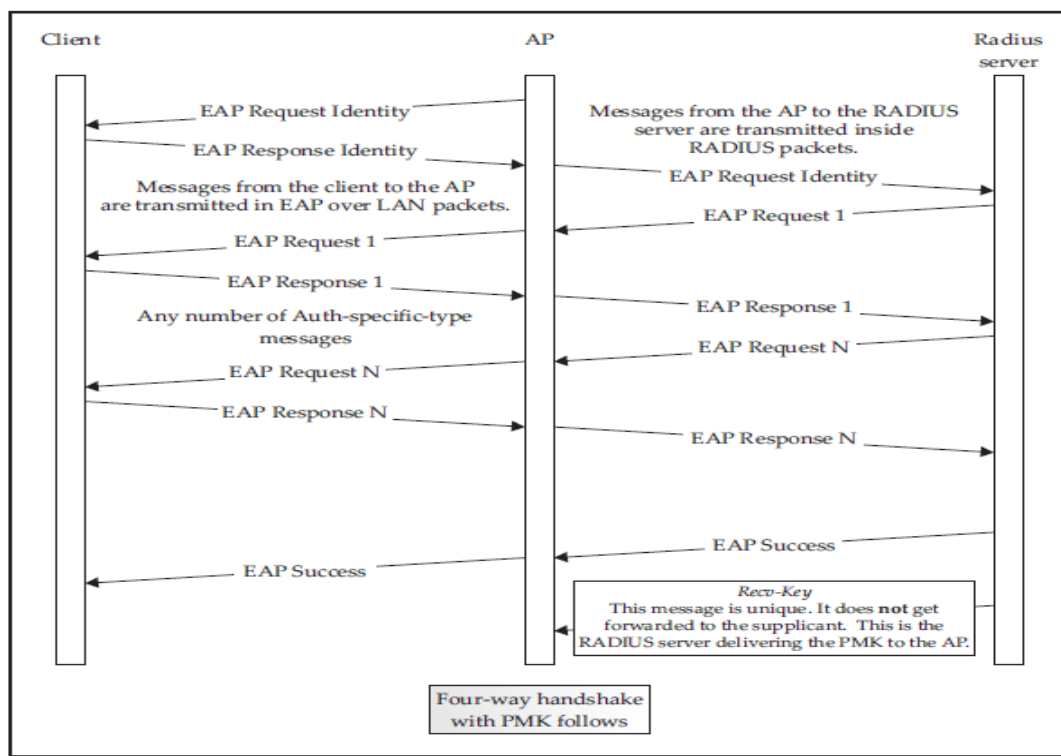 Client
AP
Radius
server
EAP Request Identity
Messages from the AP to the RADIUS
server are transmitted inside
RADIUS packets.
EAP Response Identity
EAP Request Identity
Messages from the client to the AP
are transmitted in EAP over LAN packets.
EAP Request 1
EAP Request 1
EAP Response 1
EAP Response 1
Any number of Auth-specific-type
messages
EAP Request N
EAP Request N
EAP Response N
EAP Response N
EAP Success
EAP Success
Recv-Key
This message is unique. It does not get
forwarded to the supplicant. This is the
RADIUS server delivering the PMK to the AP.
Four-way handshake
with PMK follows